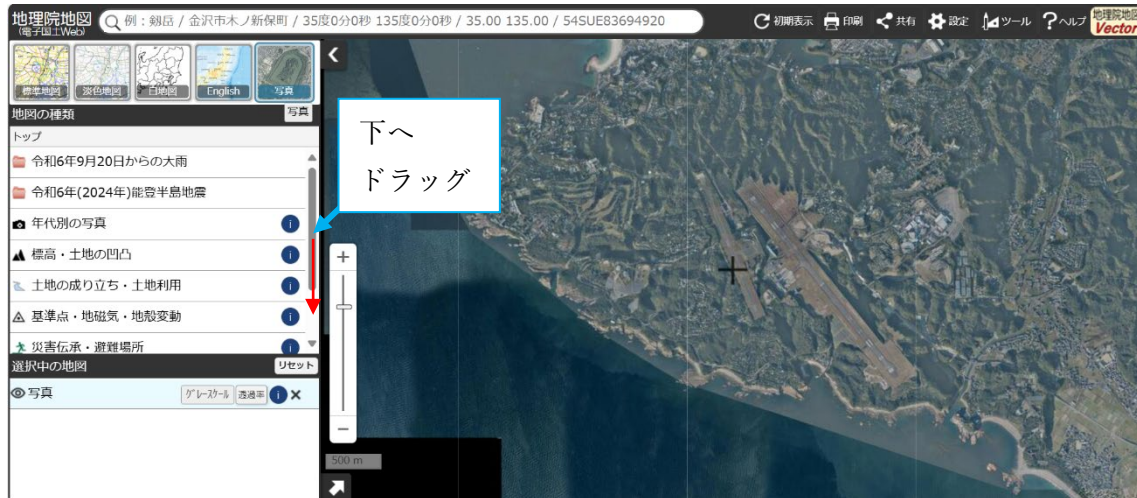 地理院地図
(電子国土Web)
例：剱岳 / 金沢市木ノ新保町 / 35度0分0秒 135度0分0秒 / 35.00 135.00 / 54SUE83694920
初期表示
印刷
共有
設定
ツール
ヘルプ
地理院地図
Vector
標準地図
淡色地図
白地図
English
写真
地図の種類
写真
トップ
令和6年9月20日からの大雨
令和6年(2024年)能登半島地震
年代別の写真
標高・土地の凹凸
土地の成り立ち・土地利用
基準点・地磁気・地殻変動
災害伝承・避難場所
選択中の地図
リセット
写真
グレースケール
透過率
下へ
ドラッグ
500 m